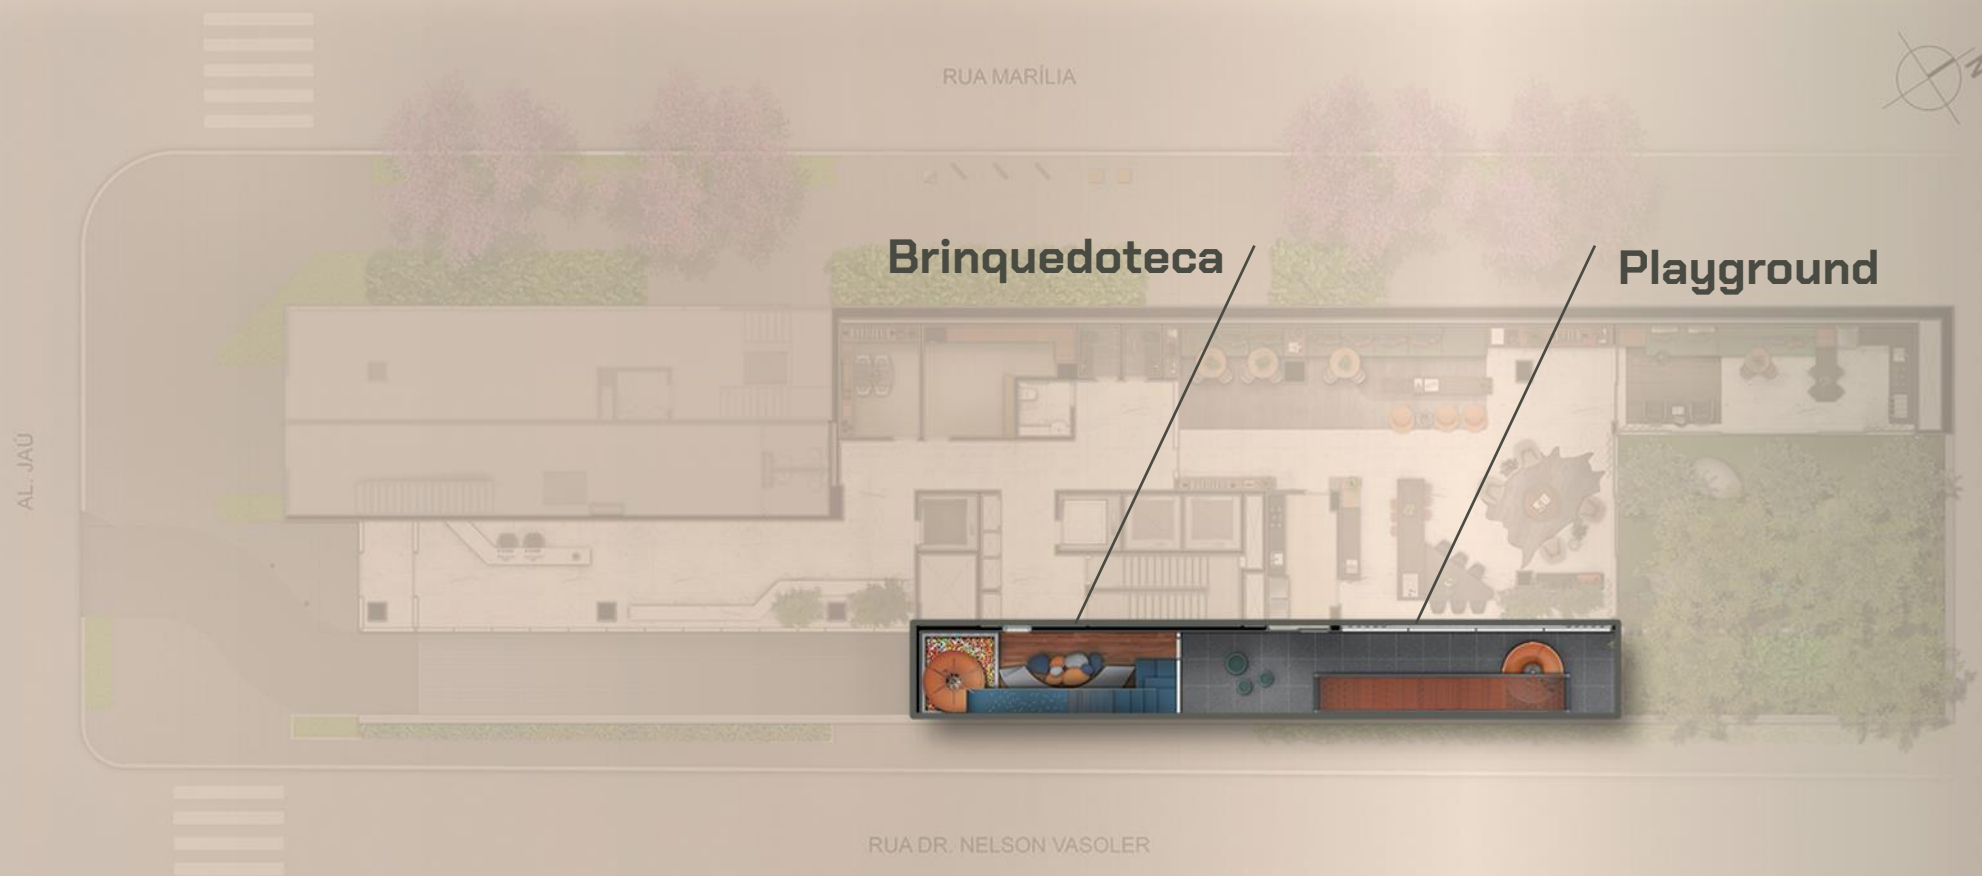 RUA MARÍLIA
N
Brinquedoteca
Playground
AL. JAÚ
RUA DR. NELSON VASOLER